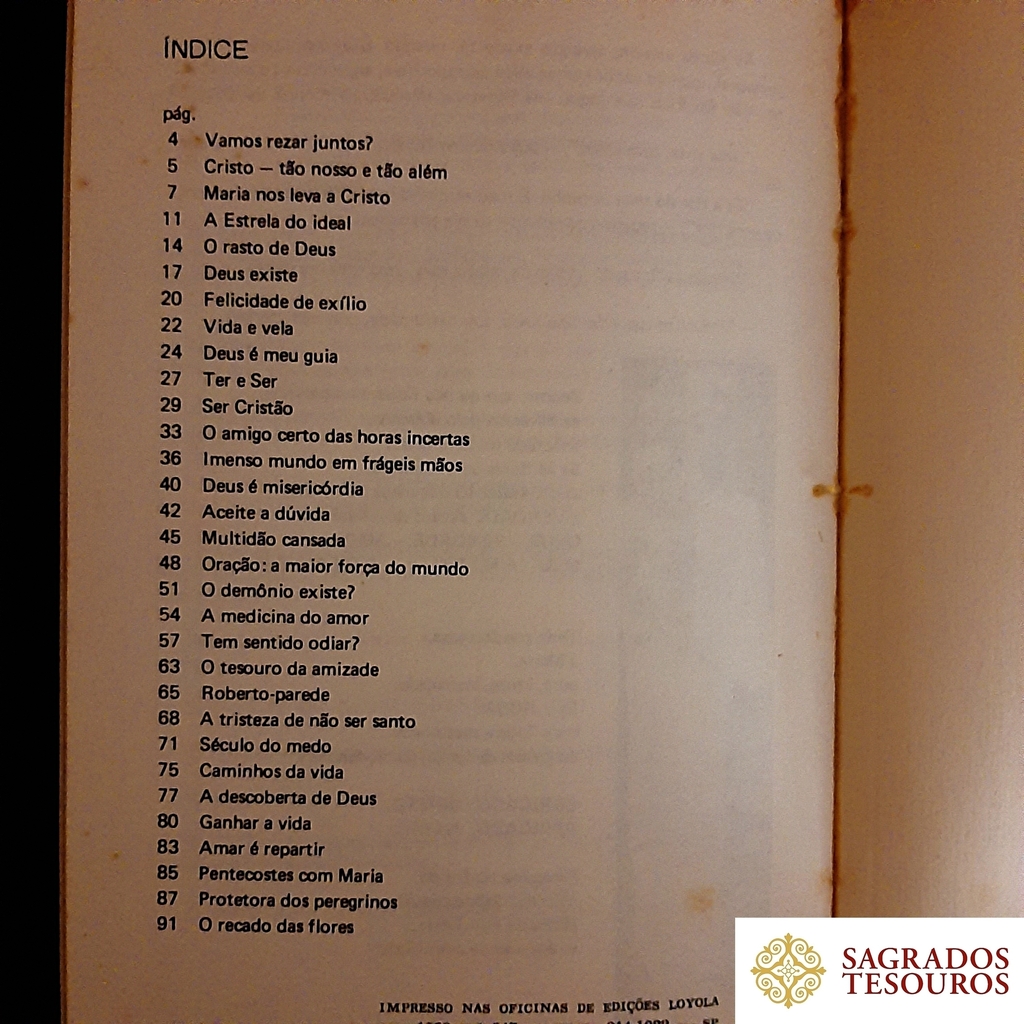 ÍNDICE
pág.
4 Vamos rezar juntos?
5 Cristo — tão nosso e tão além
7 Maria nos leva a Cristo
11 A Estrela do ideal
14 O rasto de Deus
17 Deus existe
20 Felicidade de exílio
22 Vida e vela
24 Deus é meu guia
27 Ter e Ser
29 Ser Cristão
33 O amigo certo das horas incertas
36 Imenso mundo em frágeis mãos
40 Deus é misericórdia
42 Aceite a dúvida
45 Multidão cansada
48 Oração: a maior força do mundo
51 O demônio existe?
54 A medicina do amor
57 Tem sentido odiar?
63 O tesouro da amizade
65 Roberto-parede
68 A tristeza de não ser santo
71 Século do medo
75 Caminhos da vida
77 A descoberta de Deus
80 Ganhar a vida
83 Amar é repartir
85 Pentecostes com Maria
87 Protetora dos peregrinos
91 O recado das flores
IMPRESSO NAS OFICINAS DE EDIÇÕES LOYOLA
SAGRADOS
TESOUROS